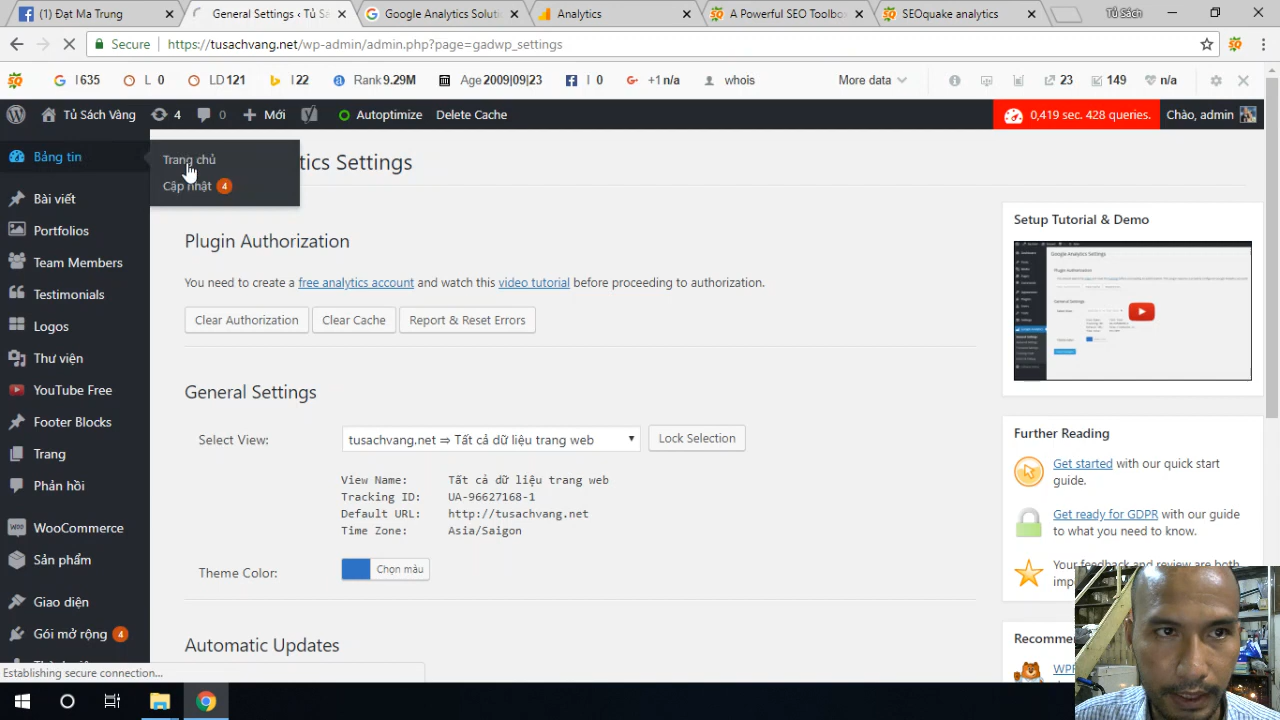 (1) Đạt Ma Trung
General Settings ‹ Tủ Sá
Google Analytics Solutio
Analytics
A Powerful SEO Toolbox
SEOquake analytics
Tủ Sách
Secure
https://tusachvang.net/wp-admin/admin.php?page=gadwp_settings
I 635
L 0
LD 121
I 22
Rank 9.29M
Age 2009|09|23
I 0
+1 n/a
whois
More data
23
149
n/a
Tủ Sách Vàng
4
0
Mới
Autoptimize
Delete Cache
0,419 sec. 428 queries.
Chào, admin
Bảng tin
Trang chủ
Cập nhật 4
tics Settings
Bài viết
Portfolios
Team Members
Testimonials
Logos
Thư viện
YouTube Free
Footer Blocks
Trang
Phản hồi
WooCommerce
Sản phẩm
Giao diện
Gói mở rộng 4
Plugin Authorization
You need to create a free analytics account and watch this video tutorial before proceeding to authorization.
Clear Authorization
Clear Cache
Report & Reset Errors
General Settings
Select View:
tusachvang.net ⇒ Tất cả dữ liệu trang web
Lock Selection
View Name: Tất cả dữ liệu trang web
Tracking ID: UA-96627168-1
Default URL: http://tusachvang.net
Time Zone: Asia/Saigon
Theme Color:
Chọn màu
Automatic Updates
Setup Tutorial & Demo
Further Reading
Get started with our quick start
guide.
Get ready for GDPR with our guide
to what you need to know.
Your feedback and review are both
Recomm
WPF
Establishing secure connection...